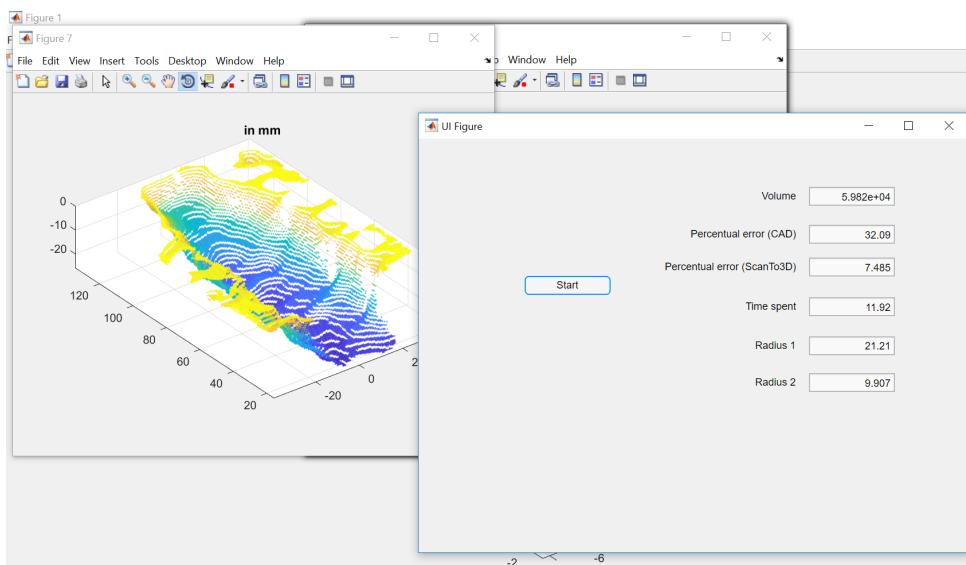 Figure 1
F
Figure 7
File Edit View Insert Tools Desktop Window Help
Window Help
in mm
0
-10
-20
120
100
80
60
40
20
-20
0
2
UI Figure
Volume 5.982e+04
Percentual error (CAD) 32.09
Percentual error (ScanTo3D) 7.485
Start
Time spent 11.92
Radius 1 21.21
Radius 2 9.907
-2
-6